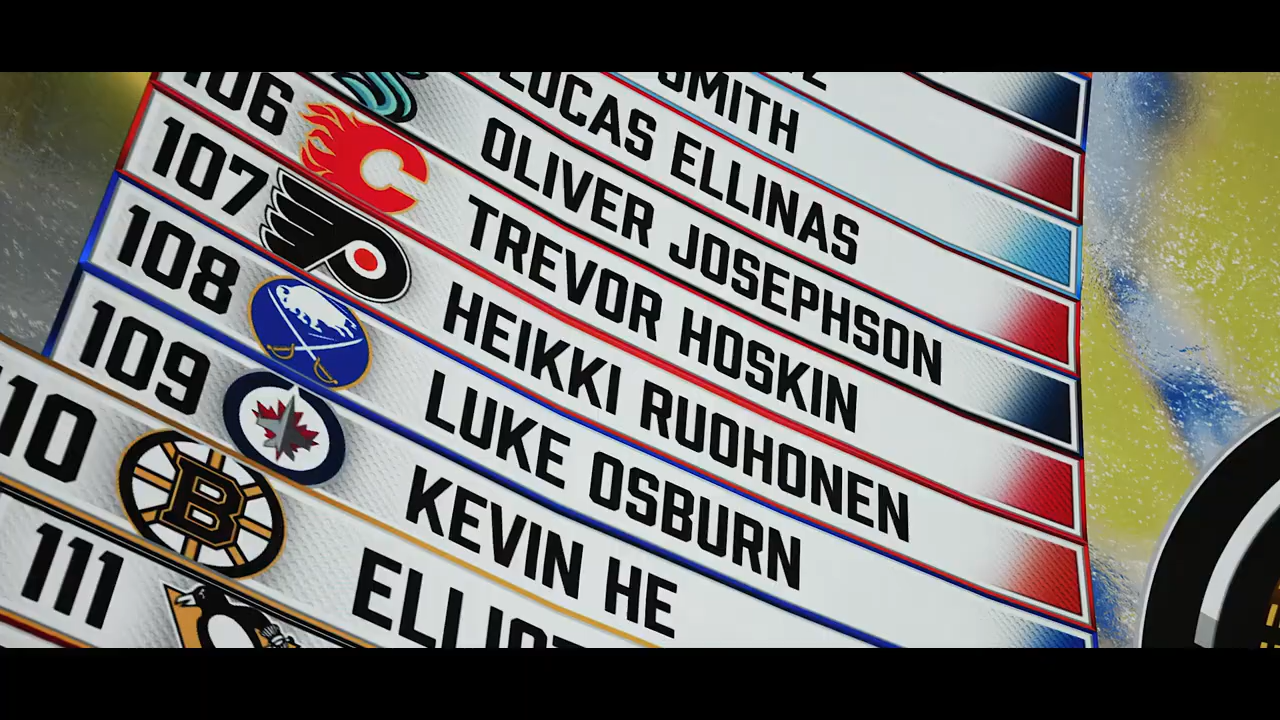 SMITH
LUCAS ELLINAS
OLIVER JOSEPHSON
106 TREVOR HOSKIN
107 HEIKKI RUOHONEN
108 LUKE OSBURN
109 KEVIN HE
110 B
111